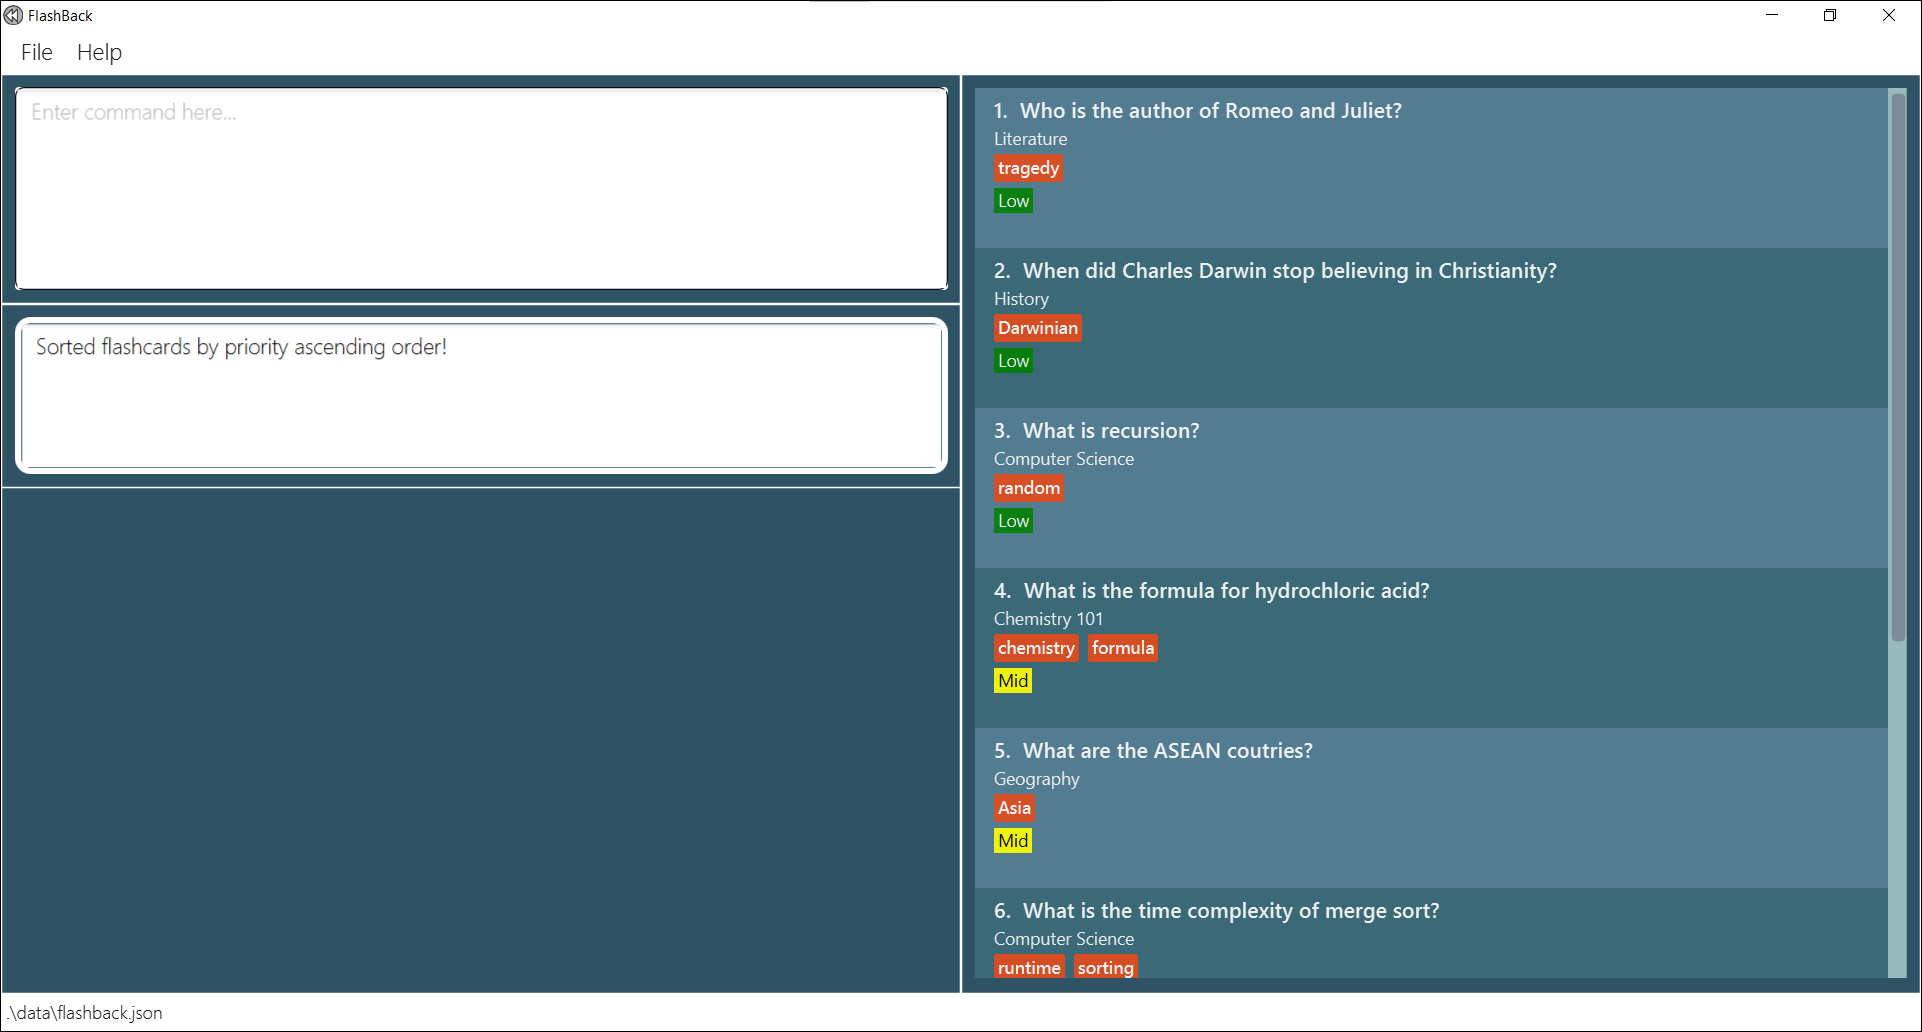 FlashBack
File Help
Enter command here...
Sorted flashcards by priority ascending order!
1. Who is the author of Romeo and Juliet?
Literature
tragedy
Low
2. When did Charles Darwin stop believing in Christianity?
History
Darwinian
Low
3. What is recursion?
Computer Science
random
Low
4. What is the formula for hydrochloric acid?
Chemistry 101
chemistry formula
Mid
5. What are the ASEAN coutries?
Geography
Asia
Mid
6. What is the time complexity of merge sort?
Computer Science
runtime sorting
.\data\flashback.json